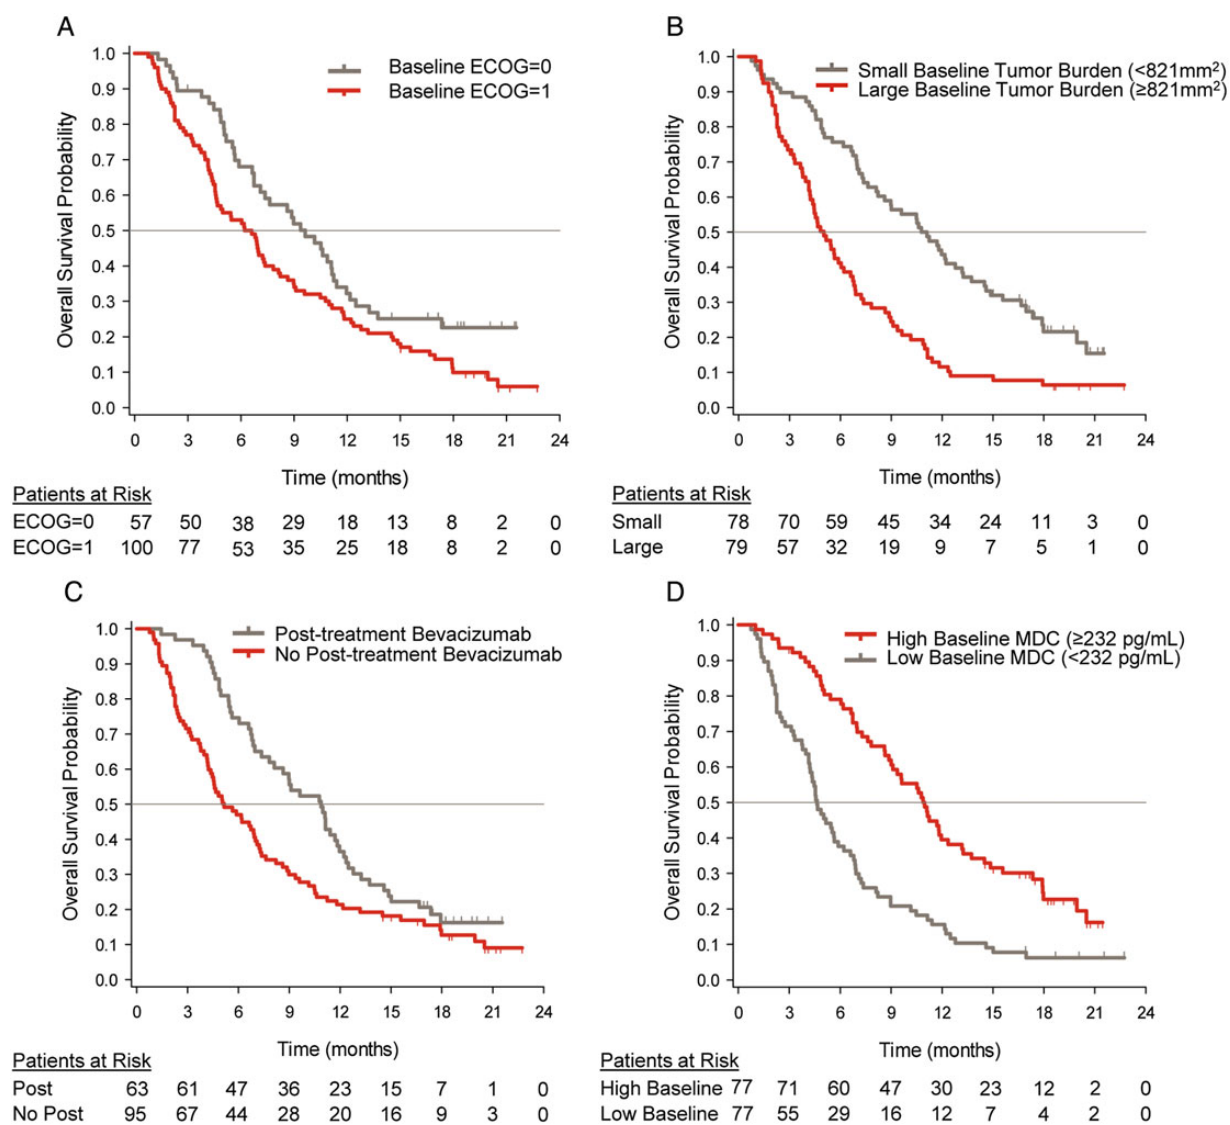 A
1.0
0.9
0.8
0.7
0.6
0.5
0.4
0.3
0.2
0.1
0.0
Overall Survival Probability
Baseline ECOG=0
Baseline ECOG=1
0 3 6 9 12 15 18 21 24
Time (months)
Patients at Risk
ECOG=0 57 50 38 29 18 13 8 2 0
ECOG=1 100 77 53 35 25 18 8 2 0
B
1.0
0.9
0.8
0.7
0.6
0.5
0.4
0.3
0.2
0.1
0.0
Overall Survival Probability
Small Baseline Tumor Burden (<821mm²)
Large Baseline Tumor Burden (≥821mm²)
0 3 6 9 12 15 18 21 24
Time (months)
Patients at Risk
Small 78 70 59 45 34 24 11 3 0
Large 79 57 32 19 9 7 5 1 0
C
1.0
0.9
0.8
0.7
0.6
0.5
0.4
0.3
0.2
0.1
0.0
Overall Survival Probability
Post-treatment Bevacizumab
No Post-treatment Bevacizumab
0 3 6 9 12 15 18 21 24
Time (months)
Patients at Risk
Post 63 61 47 36 23 15 7 1 0
No Post 95 67 44 28 20 16 9 3 0
D
1.0
0.9
0.8
0.7
0.6
0.5
0.4
0.3
0.2
0.1
0.0
Overall Survival Probability
High Baseline MDC (≥232 pg/mL)
Low Baseline MDC (<232 pg/mL)
0 3 6 9 12 15 18 21 24
Time (months)
Patients at Risk
High Baseline 77 71 60 47 30 23 12 2 0
Low Baseline 77 55 29 16 12 7 4 2 0